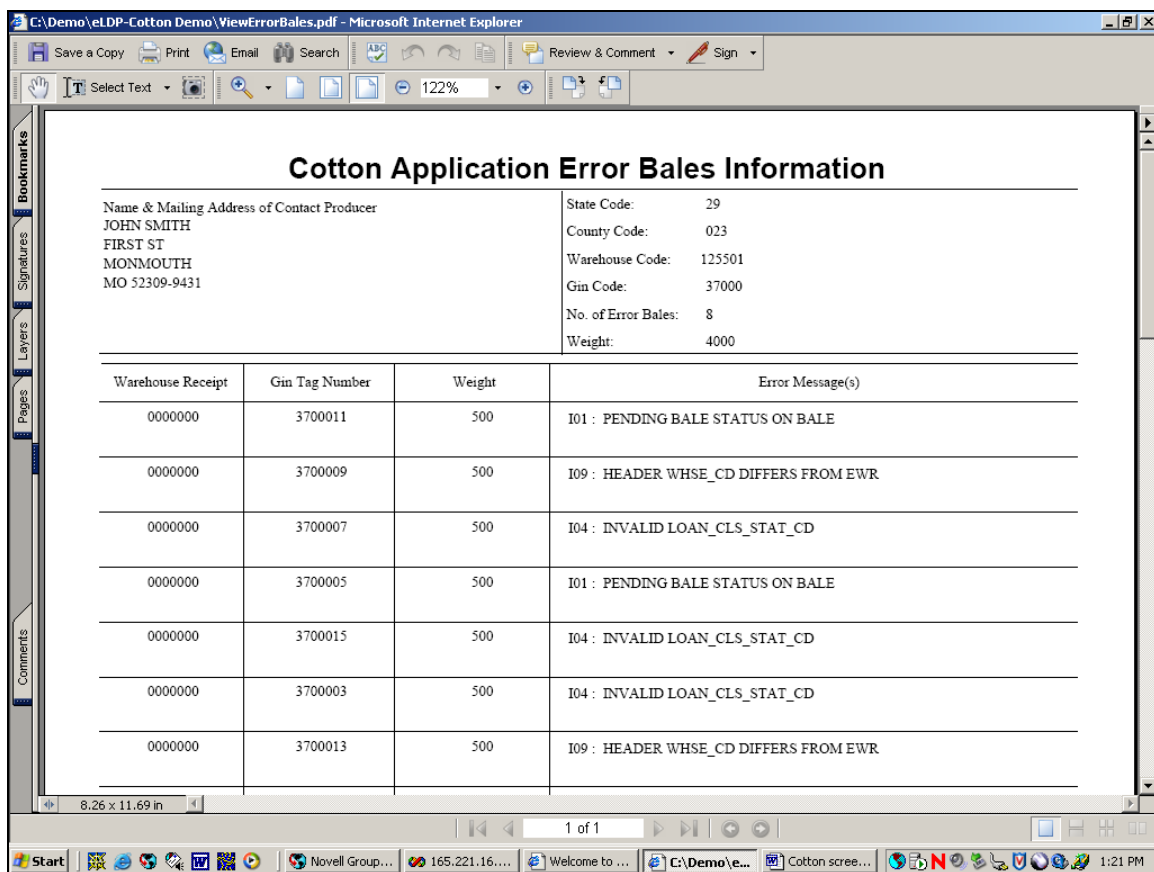 C:\Demo\eLDP-Cotton Demo\ViewErrorBales.pdf - Microsoft Internet Explorer
Save a Copy Print Email Search ABC Review & Comment Sign
T Select Text 122%
Bookmarks
Signatures
Layers
Pages
Comments
Cotton Application Error Bales Information
Name & Mailing Address of Contact Producer
JOHN SMITH
FIRST ST
MONMOUTH
MO 52309-9431
State Code: 29
County Code: 023
Warehouse Code: 125501
Gin Code: 37000
No. of Error Bales: 8
Weight: 4000
Warehouse Receipt Gin Tag Number Weight Error Message(s)
0000000 3700011 500 I01 : PENDING BALE STATUS ON BALE
0000000 3700009 500 I09 : HEADER WHSE_CD DIFFERS FROM EWR
0000000 3700007 500 I04 : INVALID LOAN_CLS_STAT_CD
0000000 3700005 500 I01 : PENDING BALE STATUS ON BALE
0000000 3700015 500 I04 : INVALID LOAN_CLS_STAT_CD
0000000 3700003 500 I04 : INVALID LOAN_CLS_STAT_CD
0000000 3700013 500 I09 : HEADER WHSE_CD DIFFERS FROM EWR
8.26 x 11.69 in
1 of 1
Start Novell Group... 165.221.16.... Welcome to ... C:\Demo\e... Cotton scree... 1:21 PM